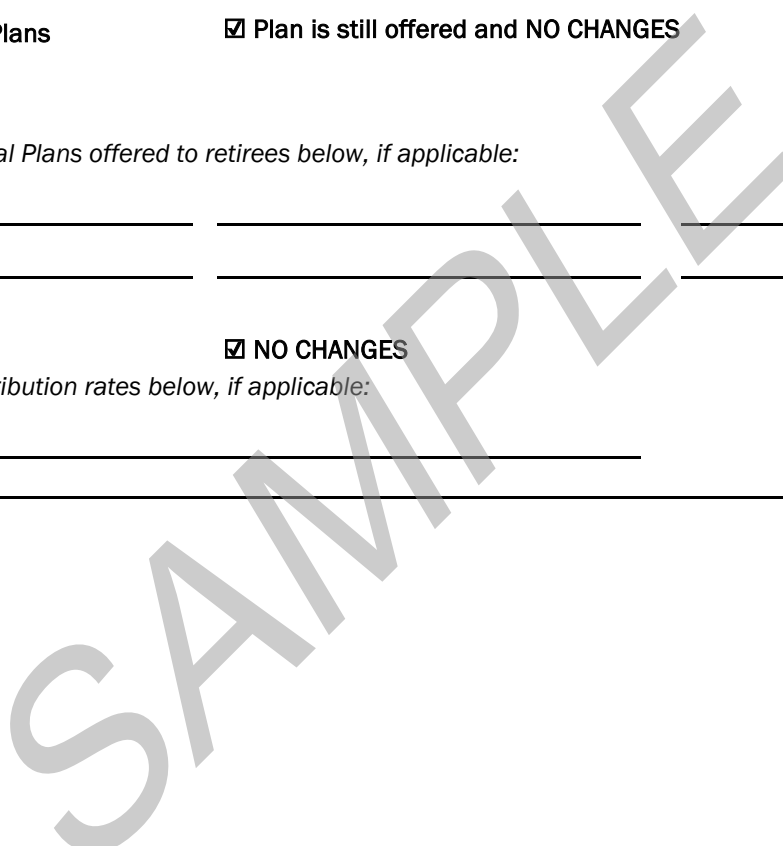 Plans ☑ Plan is still offered and NO CHANGES
al Plans offered to retirees below, if applicable:
☑ NO CHANGES
ribution rates below, if applicable:
SAMPLE